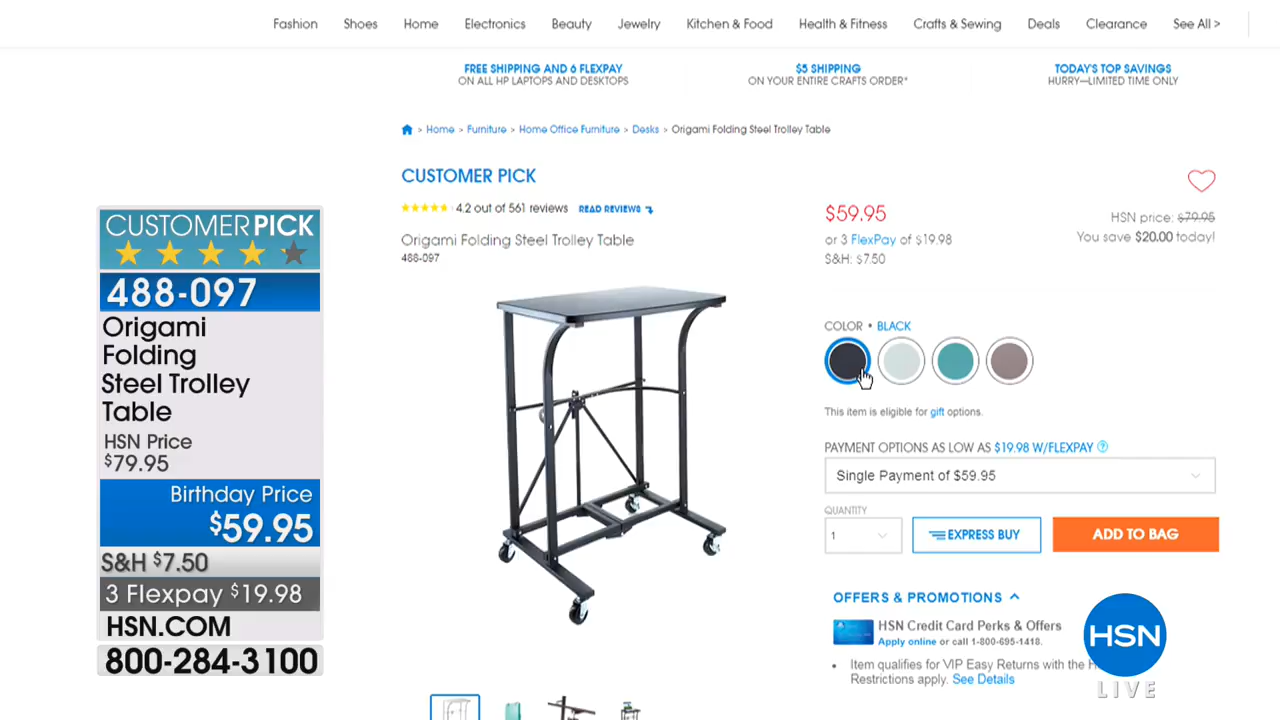 Fashion Shoes Home Electronics Beauty Jewelry Kitchen & Food Health & Fitness Crafts & Sewing Deals Clearance See All >
FREE SHIPPING AND 6 FLEXPAY
ON ALL HP LAPTOPS AND DESKTOPS
$5 SHIPPING
ON YOUR ENTIRE CRAFTS ORDER*
TODAY'S TOP SAVINGS
HURRY—LIMITED TIME ONLY
> Home > Furniture > Home Office Furniture > Desks > Origami Folding Steel Trolley Table
CUSTOMER PICK
4.2 out of 561 reviews READ REVIEWS
Origami Folding Steel Trolley Table
488-097
$59.95
or 3 FlexPay of $19.98
S&H: $7.50
HSN price: $79.95
You save $20.00 today!
COLOR • BLACK
This item is eligible for gift options.
PAYMENT OPTIONS AS LOW AS $19.98 W/FLEXPAY ?
Single Payment of $59.95
QUANTITY
1
EXPRESS BUY
ADD TO BAG
OFFERS & PROMOTIONS
HSN Credit Card Perks & Offers
Apply online or call 1-800-695-1418.
• Item qualifies for VIP Easy Returns with the
Restrictions apply. See Details
CUSTOMER PICK
488-097
Origami
Folding
Steel Trolley
Table
HSN Price
$79.95
Birthday Price
$59.95
S&H $7.50
3 Flexpay $19.98
HSN.COM
800-284-3100
HSN
LIVE